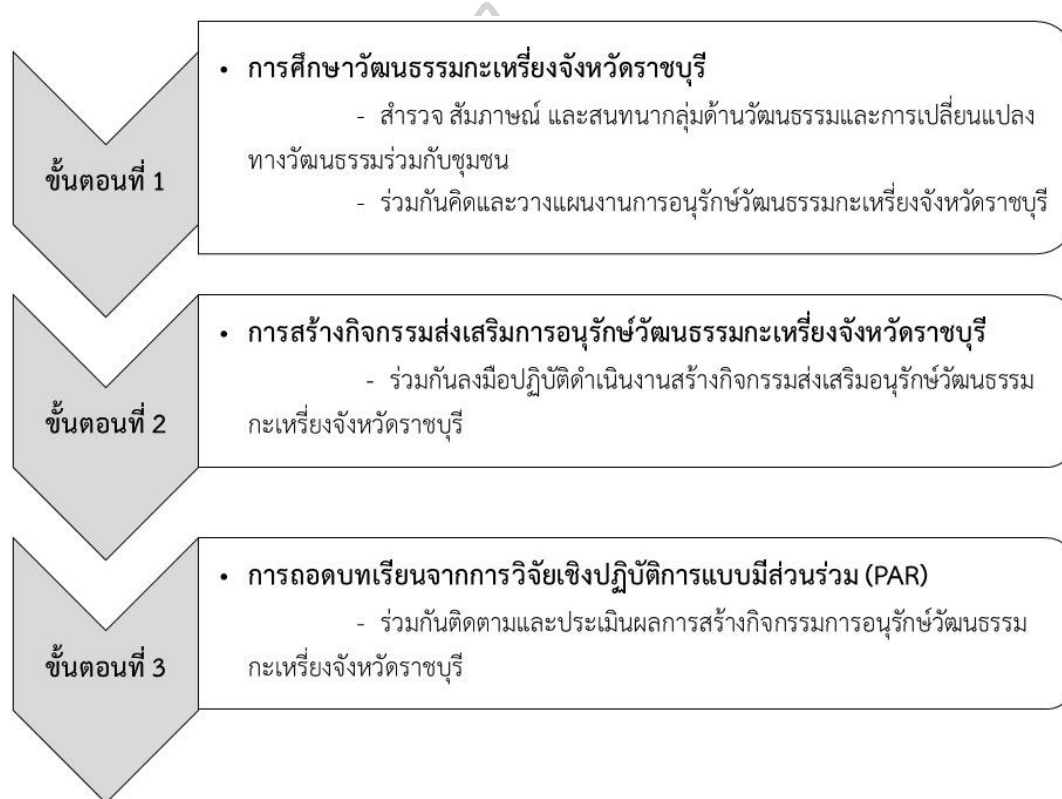 ขั้นตอนที่ 1
• การศึกษาวัฒนธรรมกะเหรี่ยงจังหวัดราชบุรี
- สำรวจ สัมภาษณ์ และสนทนากลุ่มด้านวัฒนธรรมและการเปลี่ยนแปลง
ทางวัฒนธรรมร่วมกับชุมชน
- ร่วมกันคิดและวางแผนงานการอนุรักษ์วัฒนธรรมกะเหรี่ยงจังหวัดราชบุรี
ขั้นตอนที่ 2
• การสร้างกิจกรรมส่งเสริมการอนุรักษ์วัฒนธรรมกะเหรี่ยงจังหวัดราชบุรี
- ร่วมกันลงมือปฏิบัติดำเนินงานสร้างกิจกรรมส่งเสริมอนุรักษ์วัฒนธรรม
กะเหรี่ยงจังหวัดราชบุรี
ขั้นตอนที่ 3
• การถอดบทเรียนจากการวิจัยเชิงปฏิบัติการแบบมีส่วนร่วม (PAR)
- ร่วมกันติดตามและประเมินผลการสร้างกิจกรรมการอนุรักษ์วัฒนธรรม
กะเหรี่ยงจังหวัดราชบุรี